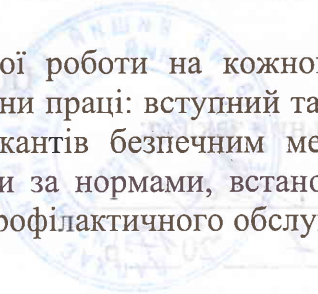 ої роботи на кожно
ни праці: вступний та
кантів безпечним ме
и за нормами, встано
рофілактичного обслу